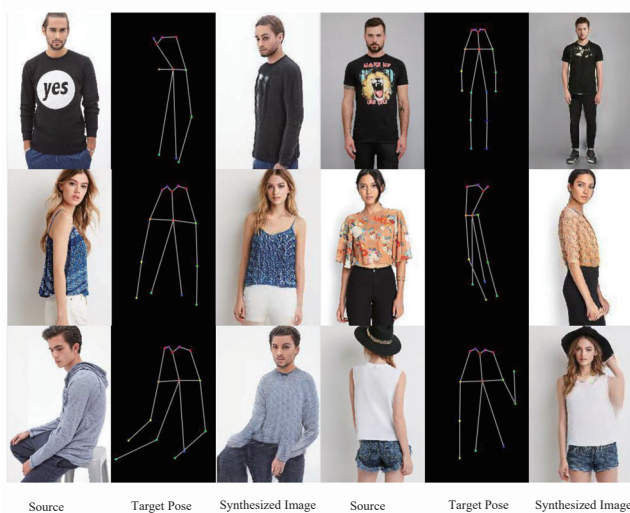 yes
WAKE UP
Source Target Pose Synthesized Image Source Target Pose Synthesized Image